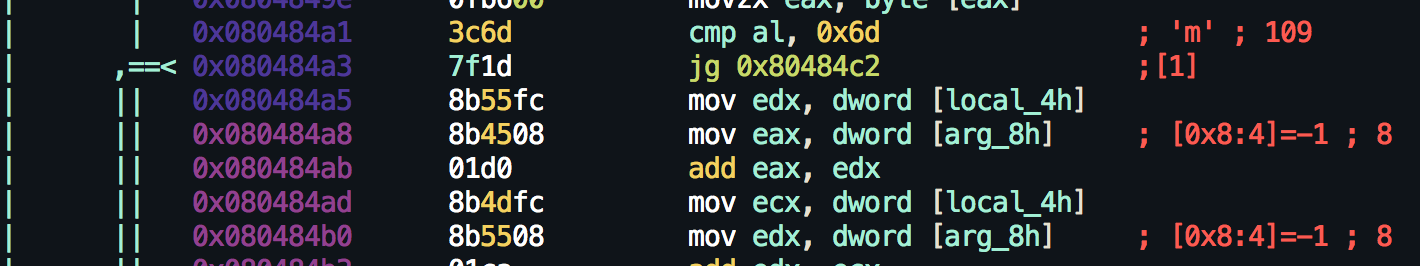 |       |   0x0804849e      0fb600         movzx eax, byte [eax]
|       |   0x080484a1      3c6d           cmp al, 0x6d                ; 'm' ; 109
|      ,==< 0x080484a3      7f1d           jg 0x80484c2                ;[1]
|      ||   0x080484a5      8b55fc         mov edx, dword [local_4h]
|      ||   0x080484a8      8b4508         mov eax, dword [arg_8h]     ; [0x8:4]=-1 ; 8
|      ||   0x080484ab      01d0           add eax, edx
|      ||   0x080484ad      8b4dfc         mov ecx, dword [local_4h]
|      ||   0x080484b0      8b5508         mov edx, dword [arg_8h]     ; [0x8:4]=-1 ; 8
|      ||   0x080484b3      01ca           add edx, ecx